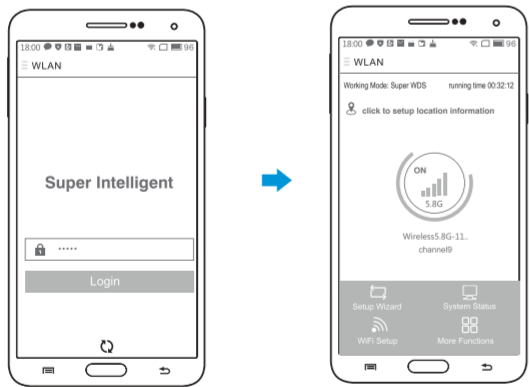 18:00 96
WLAN
Super Intelligent
.....
Login
18:00 96
WLAN
Working Mode: Super WDS running time 00:32:12
click to setup location information
ON
5.8G
Wireless5.8G-11..
channel9
Setup Wizard System Status
WiFi Setup More Functions